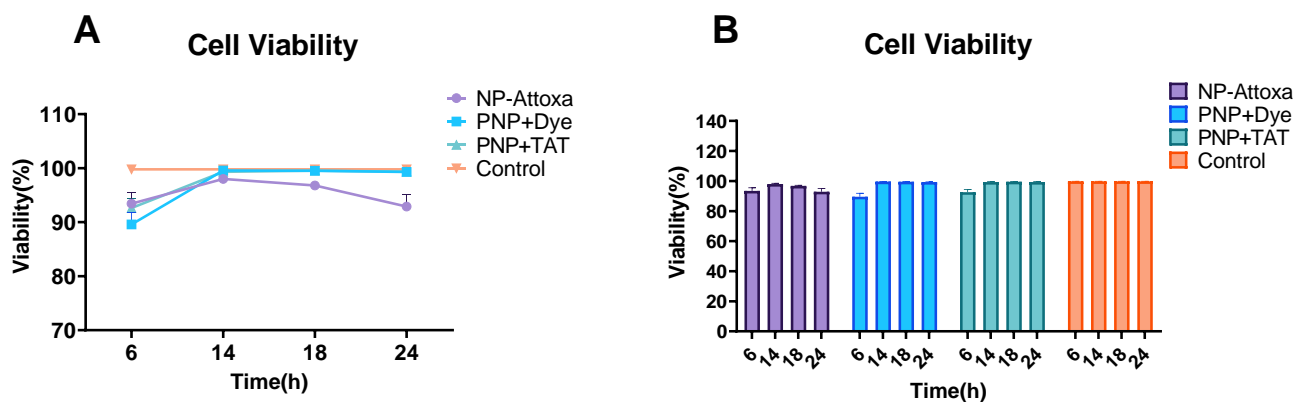 A
Cell Viability
NP-Attoxa
PNP+Dye
PNP+TAT
Control
110
100
90
80
70
Viability(%)
6 14 18 24
Time(h)
B
Cell Viability
NP-Attoxa
PNP+Dye
PNP+TAT
Control
140
120
100
80
60
40
20
0
Viability(%)
6 14 18 24 6 14 18 24 6 14 18 24 6 14 18 24
Time(h)